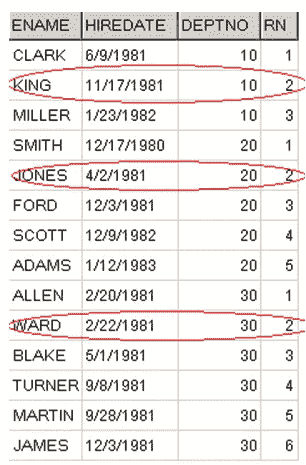 ENAME HIREDATE DEPTNO RN
CLARK 6/9/1981 10 1
KING 11/17/1981 10 2
MILLER 1/23/1982 10 3
SMITH 12/17/1980 20 1
JONES 4/2/1981 20 2
FORD 12/3/1981 20 3
SCOTT 12/9/1982 20 4
ADAMS 1/12/1983 20 5
ALLEN 2/20/1981 30 1
WARD 2/22/1981 30 2
BLAKE 5/1/1981 30 3
TURNER 9/8/1981 30 4
MARTIN 9/28/1981 30 5
JAMES 12/3/1981 30 6